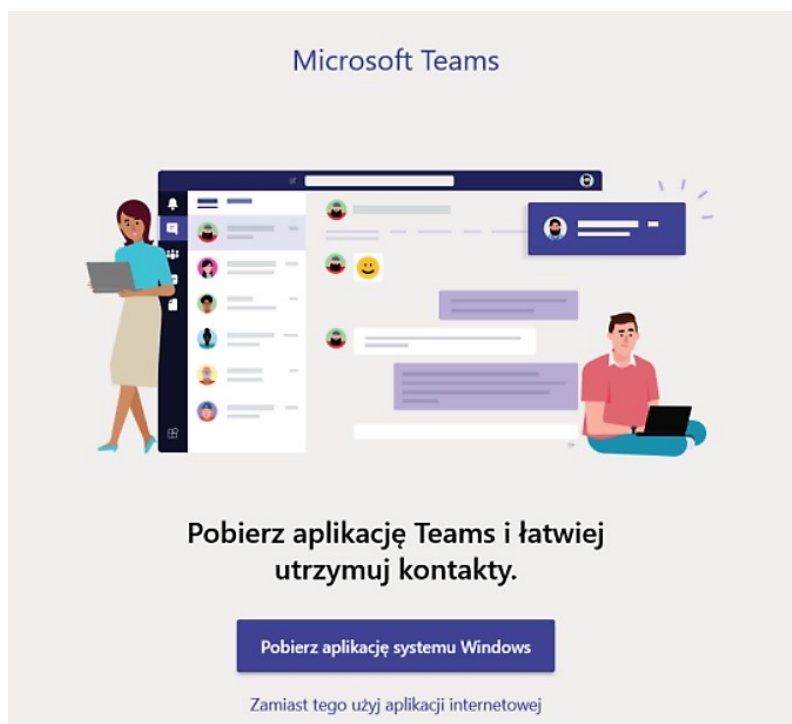 Microsoft Teams
Pobierz aplikację Teams i łatwiej
utrzymuj kontakty.
Pobierz aplikację systemu Windows
Zamiast tego użyj aplikacji internetowej